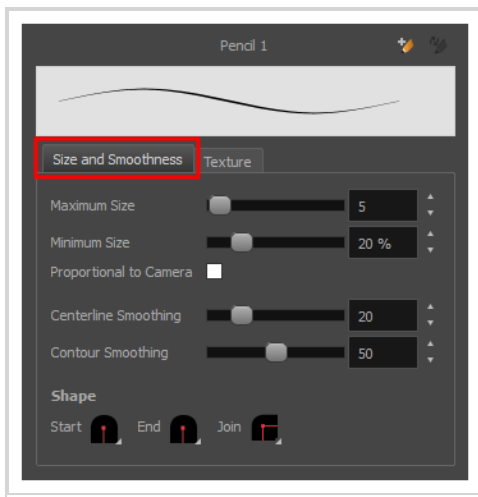 Pencil 1
Size and Smoothness Texture
Maximum Size 5
Minimum Size 20 %
Proportional to Camera
Centerline Smoothing 20
Contour Smoothing 50
Shape
Start End Join